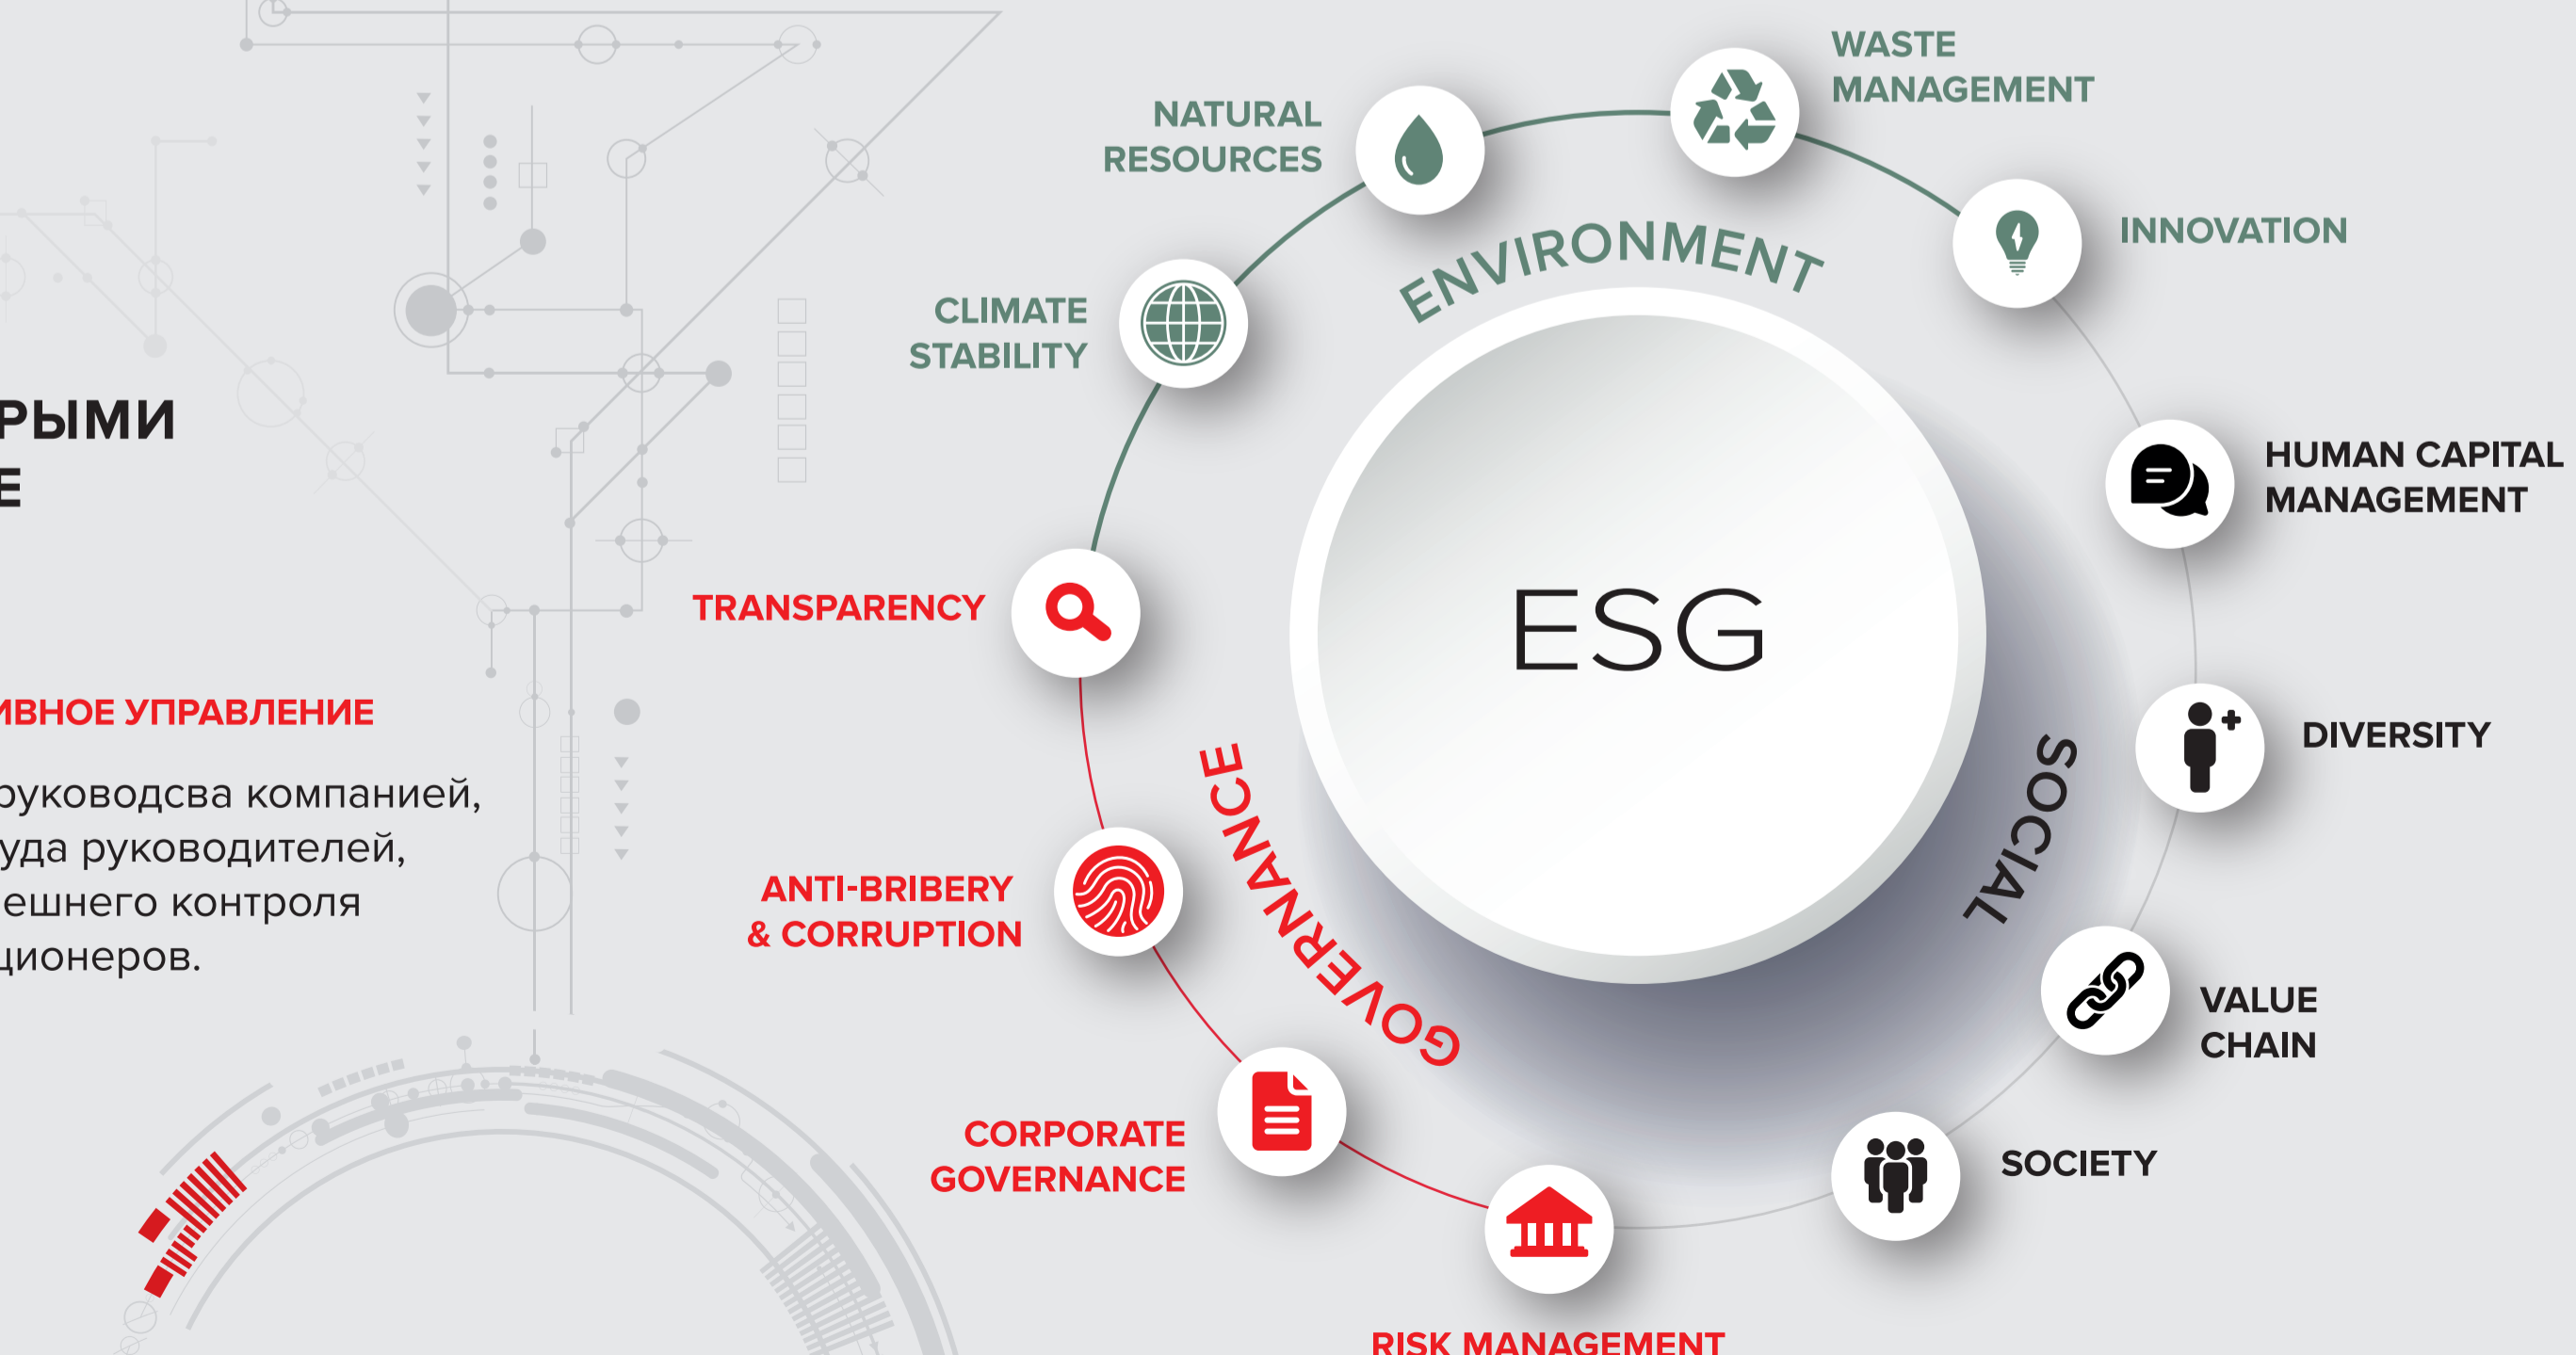 РЫМИ
Е
ИВНОЕ УПРАВЛЕНИЕ
руководсва компанией,
уда руководителей,
ешнего контроля
ционеров.
WASTE
MANAGEMENT
NATURAL
RESOURCES
INNOVATION
ENVIRONMENT
CLIMATE
STABILITY
HUMAN CAPITAL
MANAGEMENT
TRANSPARENCY
ESG
DIVERSITY
SOCIAL
GOVERNANCE
ANTI-BRIBERY
& CORRUPTION
VALUE
CHAIN
CORPORATE
GOVERNANCE
SOCIETY
RISK MANAGEMENT